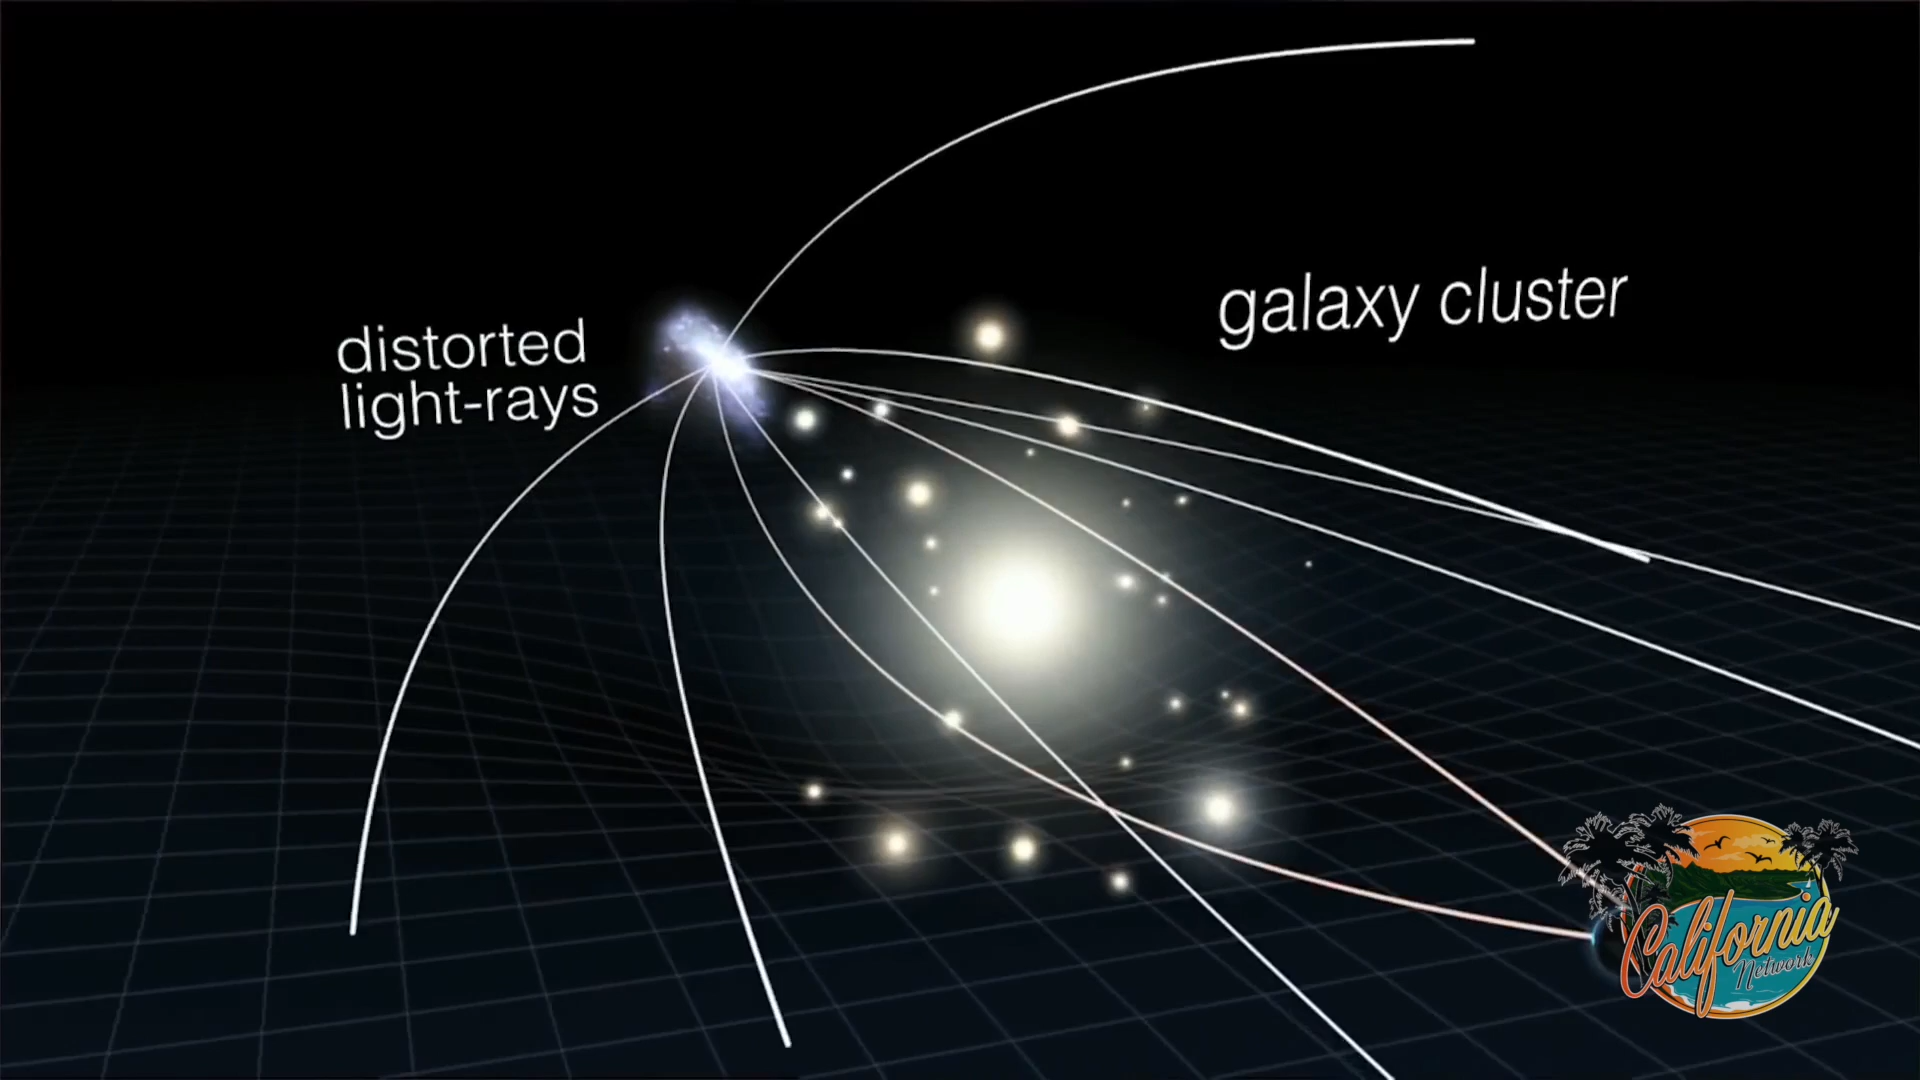 distorted
light-rays
galaxy cluster
California
Network